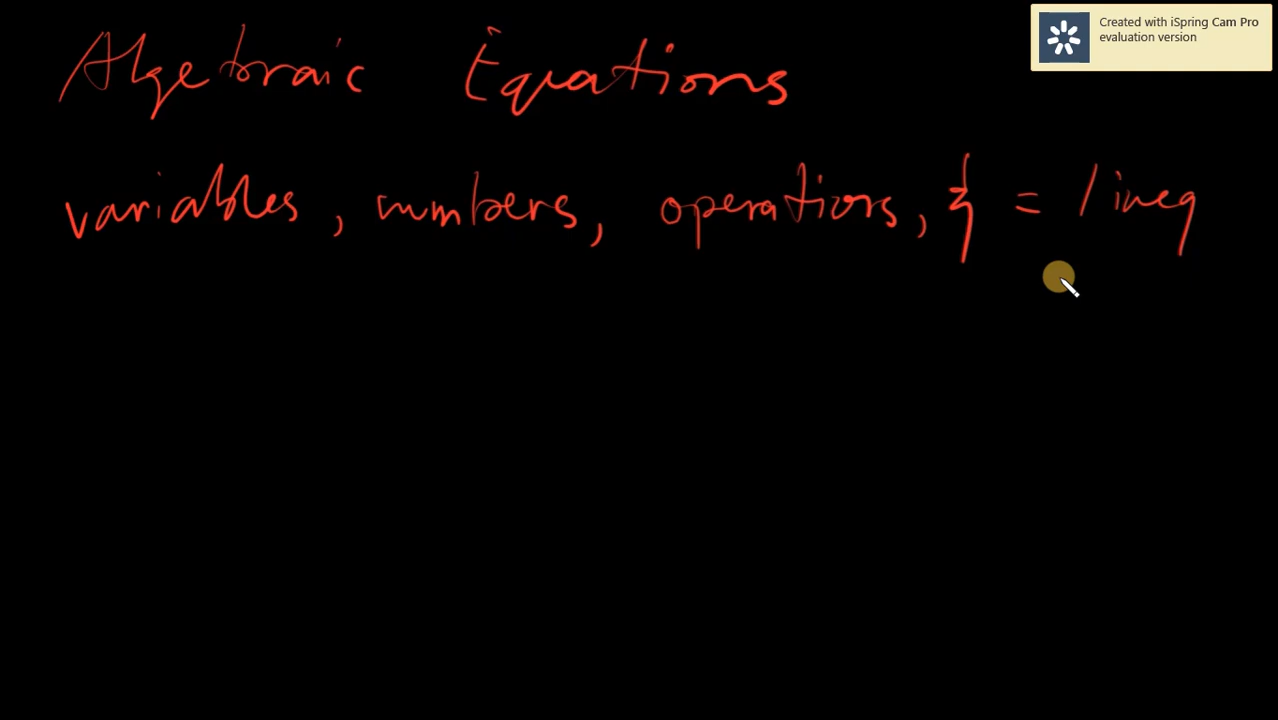 Algebraic Equations
variables, numbers, operations, & = / ineq
Created with iSpring Cam Pro
evaluation version